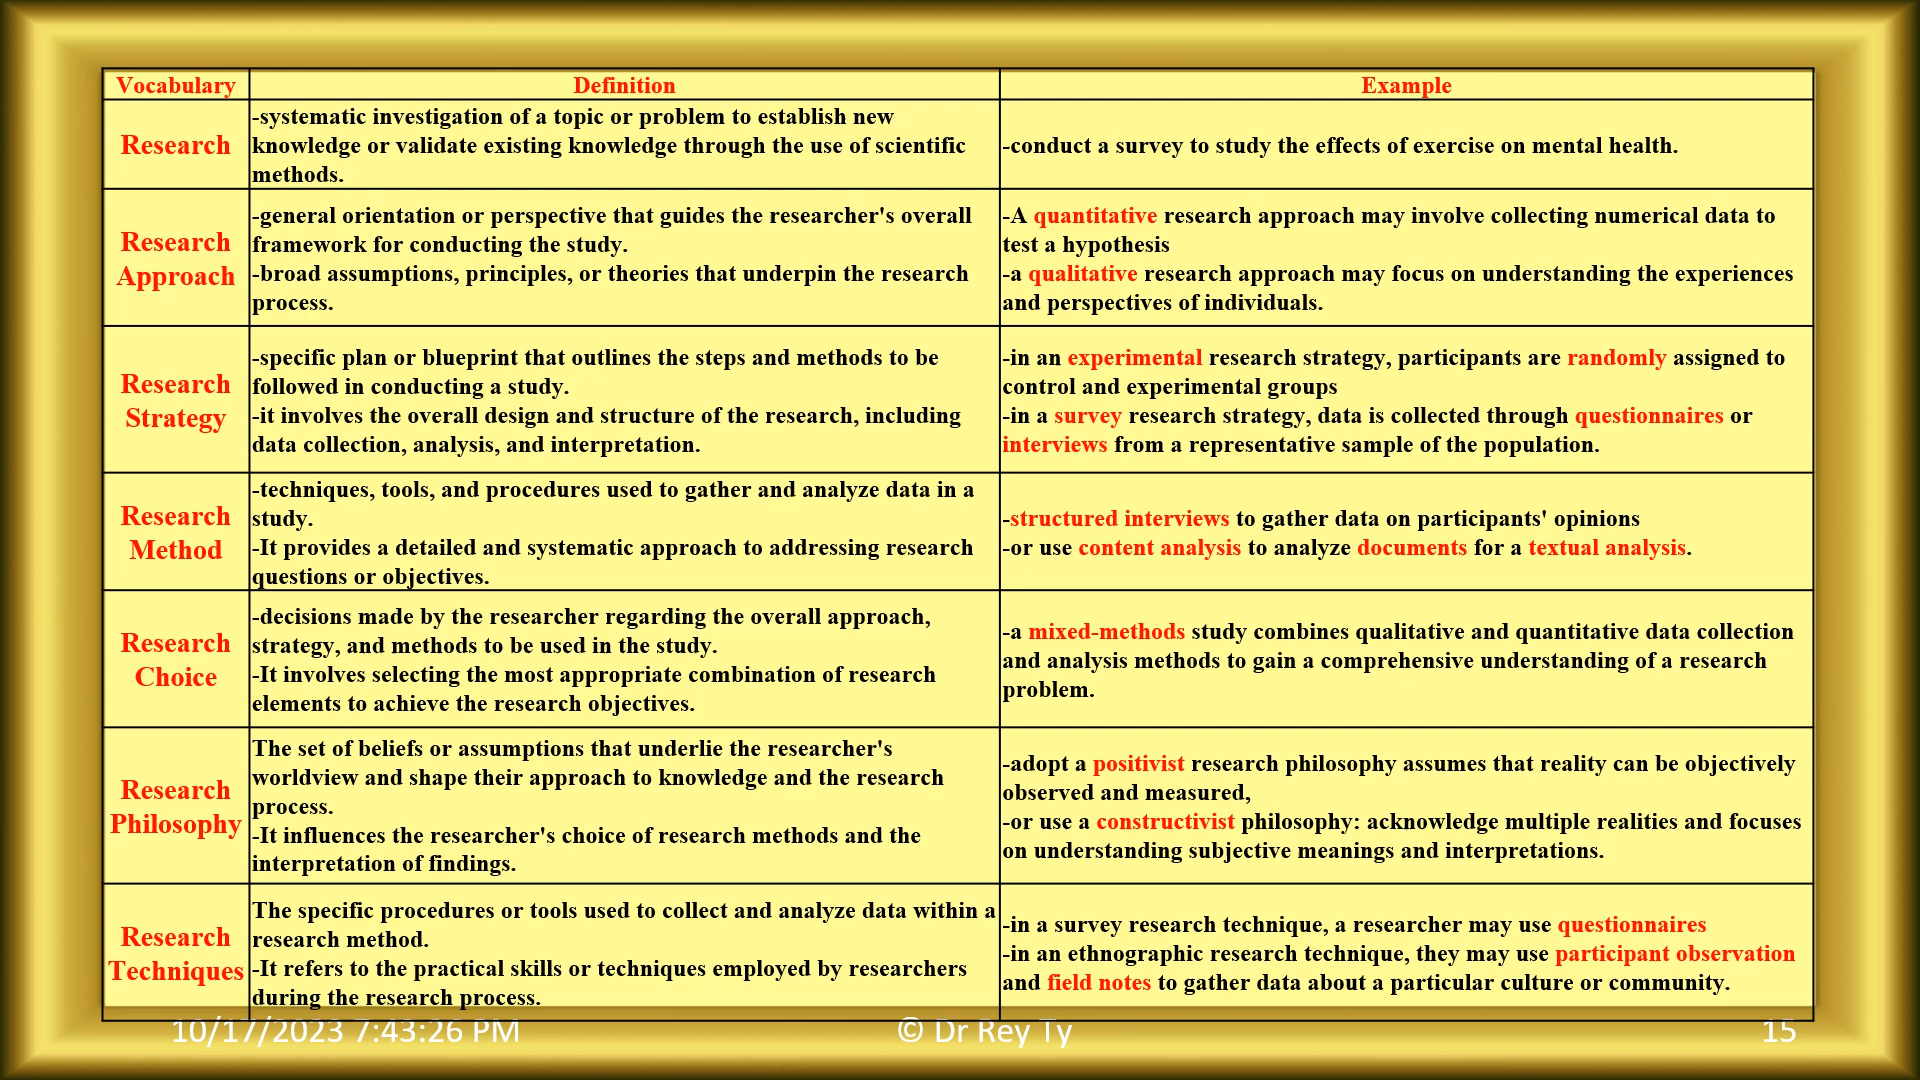 Vocabulary
Definition
Example
Research
-systematic investigation of a topic or problem to establish new
knowledge or validate existing knowledge through the use of scientific
methods.
-conduct a survey to study the effects of exercise on mental health.
Research
Approach
-general orientation or perspective that guides the researcher's overall
framework for conducting the study.
-broad assumptions, principles, or theories that underpin the research
process.
-A quantitative research approach may involve collecting numerical data to
test a hypothesis
-a qualitative research approach may focus on understanding the experiences
and perspectives of individuals.
Research
Strategy
-specific plan or blueprint that outlines the steps and methods to be
followed in conducting a study.
-it involves the overall design and structure of the research, including
data collection, analysis, and interpretation.
-in an experimental research strategy, participants are randomly assigned to
control and experimental groups
-in a survey research strategy, data is collected through questionnaires or
interviews from a representative sample of the population.
Research
Method
-techniques, tools, and procedures used to gather and analyze data in a
study.
-It provides a detailed and systematic approach to addressing research
questions or objectives.
-structured interviews to gather data on participants' opinions
-or use content analysis to analyze documents for a textual analysis.
Research
Choice
-decisions made by the researcher regarding the overall approach,
strategy, and methods to be used in the study.
-It involves selecting the most appropriate combination of research
elements to achieve the research objectives.
-a mixed-methods study combines qualitative and quantitative data collection
and analysis methods to gain a comprehensive understanding of a research
problem.
Research
Philosophy
The set of beliefs or assumptions that underlie the researcher's
worldview and shape their approach to knowledge and the research
process.
-It influences the researcher's choice of research methods and the
interpretation of findings.
-adopt a positivist research philosophy assumes that reality can be objectively
observed and measured,
-or use a constructivist philosophy: acknowledge multiple realities and focuses
on understanding subjective meanings and interpretations.
Research
Techniques
The specific procedures or tools used to collect and analyze data within a
research method.
-It refers to the practical skills or techniques employed by researchers
during the research process.
-in a survey research technique, a researcher may use questionnaires
-in an ethnographic research technique, they may use participant observation
and field notes to gather data about a particular culture or community.
10/17/2023 7:43:26 PM
© Dr Rey Ty
15